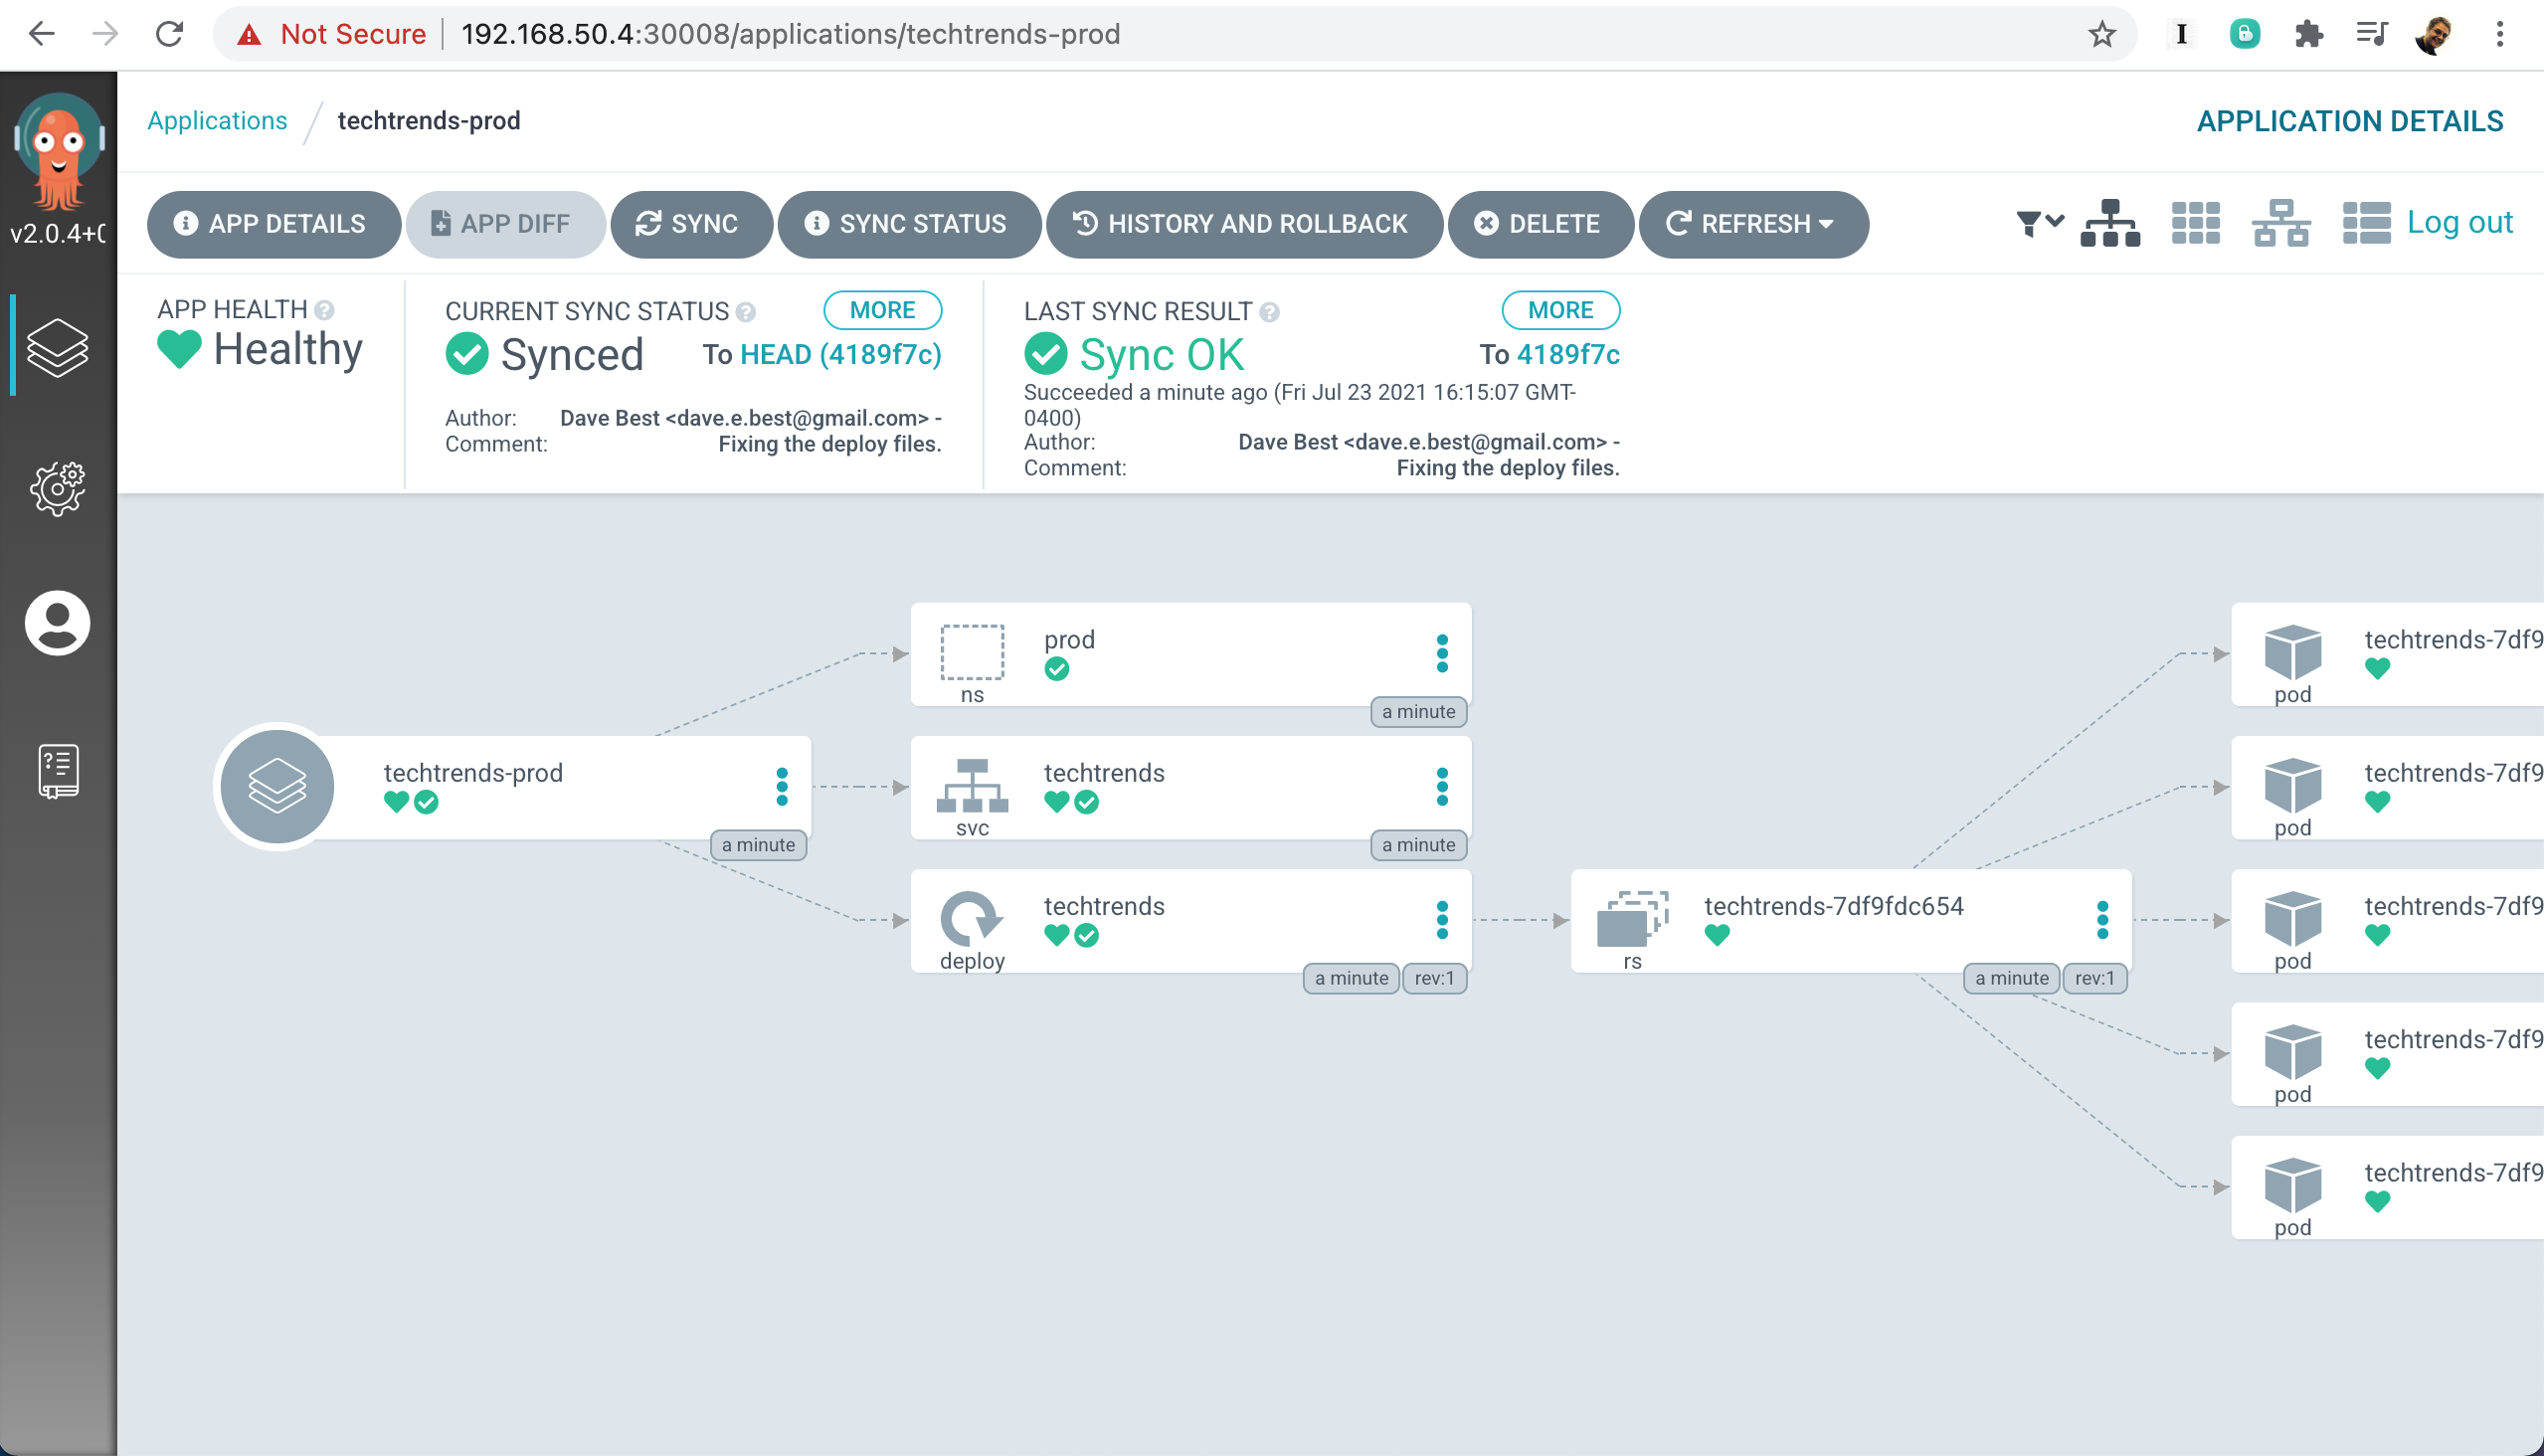 Not Secure 192.168.50.4:30008/applications/techtrends-prod
v2.0.4+0
Applications / techtrends-prod
APPLICATION DETAILS
APP DETAILS APP DIFF SYNC SYNC STATUS HISTORY AND ROLLBACK DELETE REFRESH Log out
APP HEALTH
Healthy
CURRENT SYNC STATUS MORE
Synced To HEAD (4189f7c)
Author: Dave Best <dave.e.best@gmail.com> -
Comment: Fixing the deploy files.
LAST SYNC RESULT MORE
Sync OK To 4189f7c
Succeeded a minute ago (Fri Jul 23 2021 16:15:07 GMT-
0400)
Author: Dave Best <dave.e.best@gmail.com> -
Comment: Fixing the deploy files.
techtrends-prod
a minute
prod
ns
a minute
techtrends
svc
a minute
techtrends
deploy
a minute rev:1
techtrends-7df9fdc654
rs
a minute rev:1
techtrends-7df9
pod
techtrends-7df9
pod
techtrends-7df9
pod
techtrends-7df9
pod
techtrends-7df9
pod